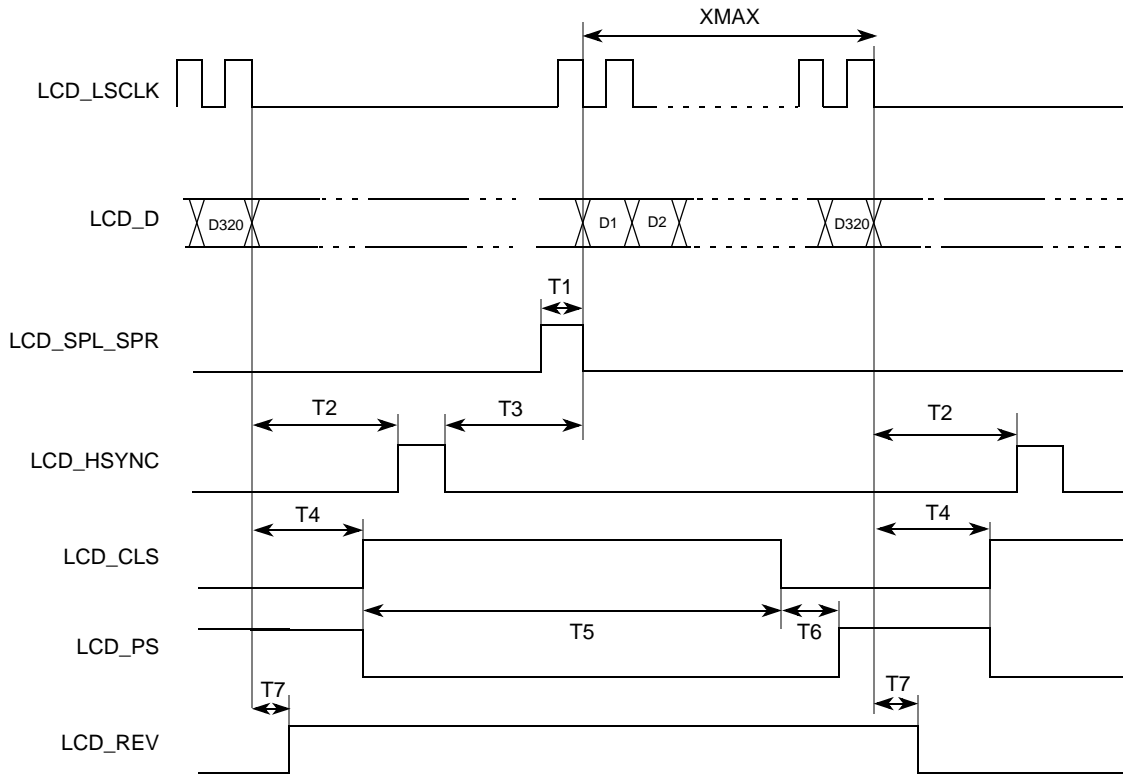 XMAX
LCD_LSCLK
LCD_D
D320
D1
D2
D320
T1
LCD_SPL_SPR
T2
T3
T2
LCD_HSYNC
T4
T4
LCD_CLS
T5
T6
LCD_PS
T7
T7
LCD_REV